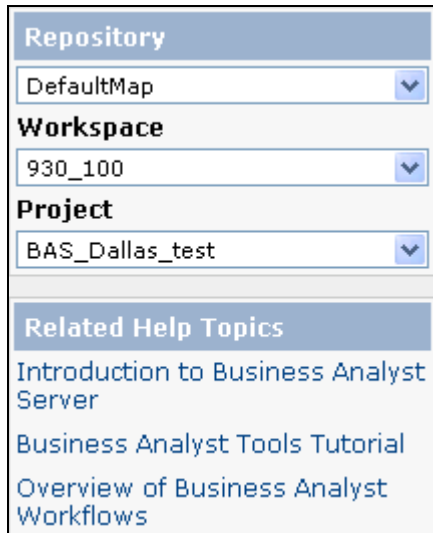 Repository
DefaultMap
Workspace
930_100
Project
BAS_Dallas_test
Related Help Topics
Introduction to Business Analyst
Server
Business Analyst Tools Tutorial
Overview of Business Analyst
Workflows